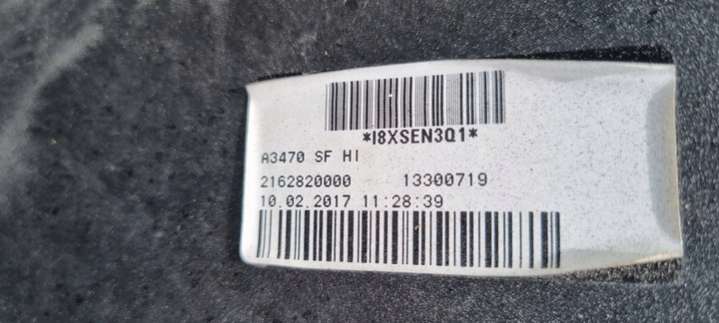 *I8XSEN3Q1*
A3470 SF HI
2162820000 13300719
10.02.2017 11:28:39